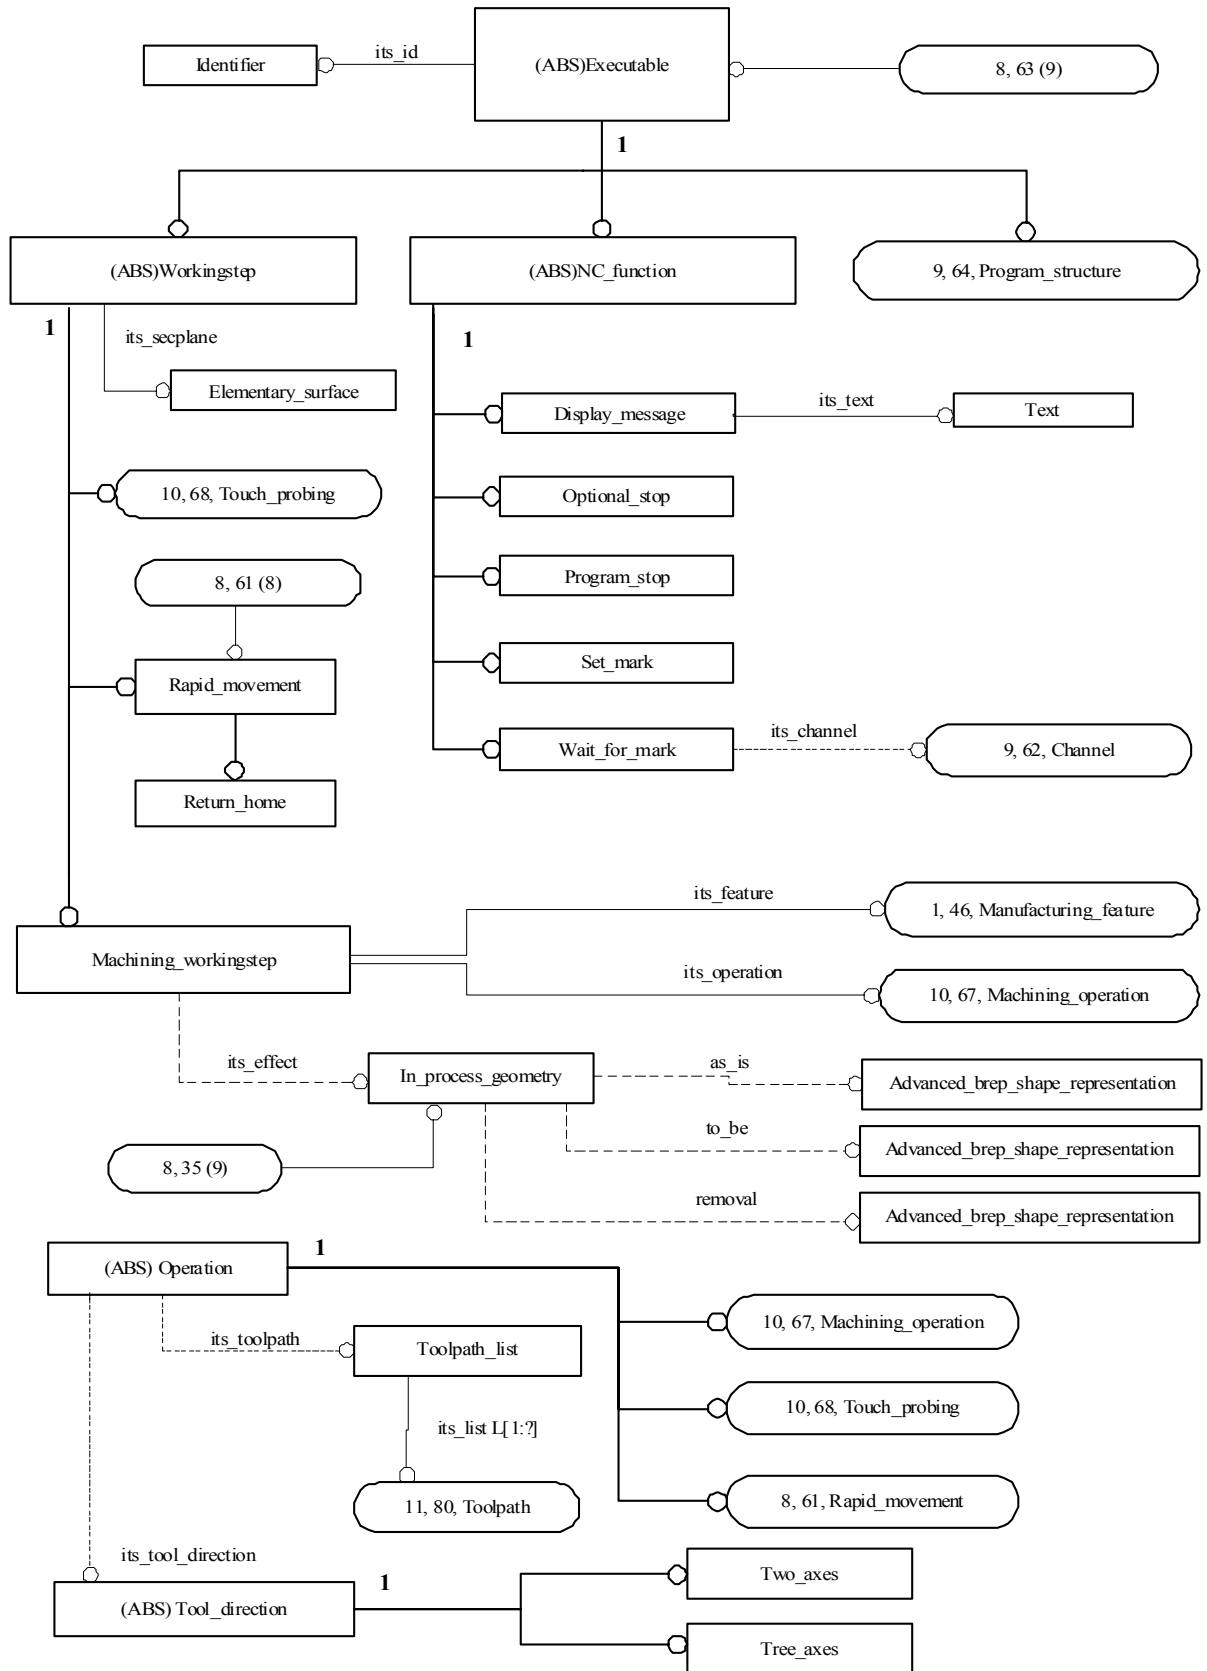 its_id
Identifier
(ABS)Executable
8, 63 (9)
1
(ABS)Workingstep
(ABS)NC_function
9, 64, Program_structure
1
its_secplane
1
Elementary_surface
Display_message
its_text
Text
10, 68, Touch_probing
Optional_stop
8, 61 (8)
Program_stop
Rapid_movement
Set_mark
Return_home
Wait_for_mark
its_channel
9, 62, Channel
its_feature
1, 46, Manufacturing_feature
Machining_workingstep
its_operation
10, 67, Machining_operation
its_effect
In_process_geometry
as_is
Advanced_brep_shape_representation
to_be
Advanced_brep_shape_representation
8, 35 (9)
removal
Advanced_brep_shape_representation
(ABS) Operation
1
10, 67, Machining_operation
its_toolpath
Toolpath_list
10, 68, Touch_probing
its_list L[1:?]
11, 80, Toolpath
8, 61, Rapid_movement
its_tool_direction
(ABS) Tool_direction
1
Two_axes
Tree_axes